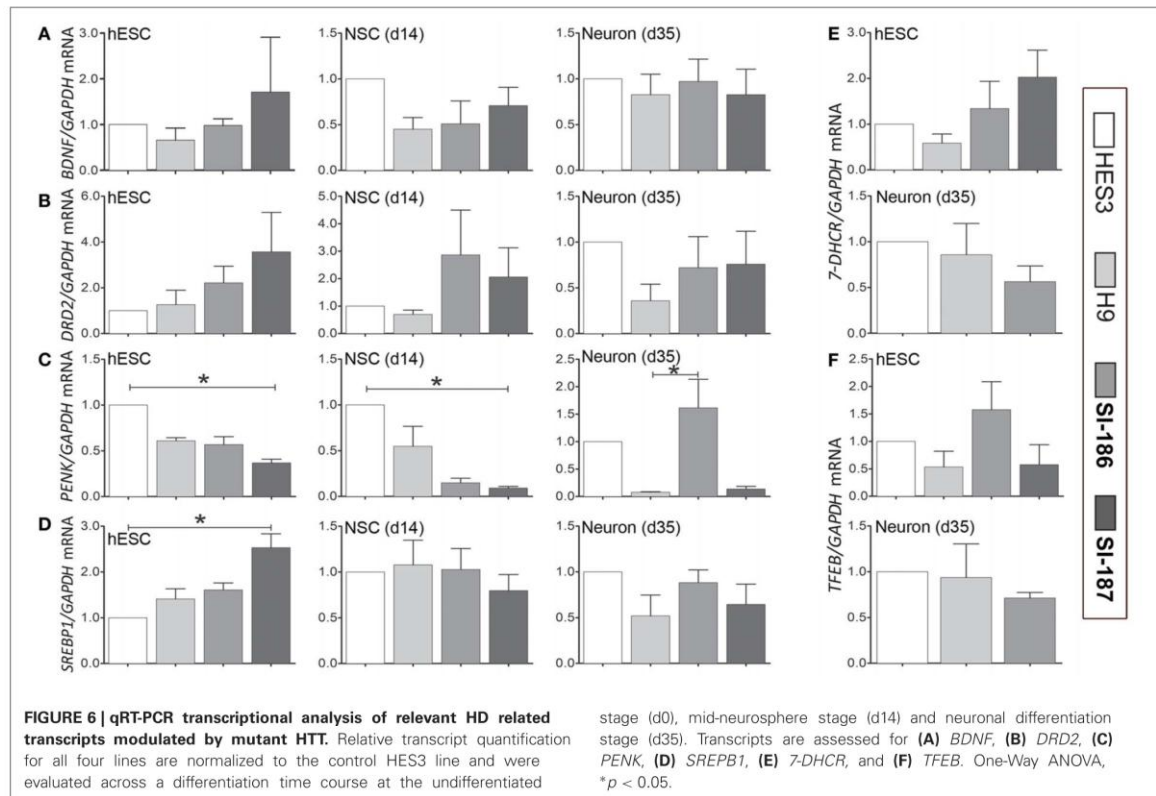 A
hESC
NSC (d14)
Neuron (d35)
BDNF/GAPDH mRNA
2.0
1.0
0.0
1.5
1.0
0.5
0.0
1.5
1.0
0.5
0.0
B
hESC
NSC (d14)
Neuron (d35)
DRD2/GAPDH mRNA
6.0
4.0
2.0
0.0
5.0
4.0
3.0
2.0
1.0
0.0
1.5
1.0
0.5
0.0
C
hESC
NSC (d14)
Neuron (d35)
PENK/GAPDH mRNA
1.5
1.0
0.5
0.0
*
1.5
1.0
0.5
0.0
*
2.5
2.0
1.5
1.0
0.5
0.0
*
D
hESC
NSC (d14)
Neuron (d35)
SREBP1/GAPDH mRNA
3.0
2.0
1.0
0.0
*
1.5
1.0
0.5
0.0
1.5
1.0
0.5
0.0
E
hESC
7-DHCR/GAPDH mRNA
3.0
2.0
1.0
0.0
Neuron (d35)
1.5
1.0
0.5
0.0
F
hESC
TFEB/GAPDH mRNA
2.5
2.0
1.5
1.0
0.5
0.0
Neuron (d35)
1.5
1.0
0.5
0.0
HES3
H9
SI-186
SI-187
FIGURE 6 | qRT-PCR transcriptional analysis of relevant HD related
transcripts modulated by mutant HTT. Relative transcript quantification
for all four lines are normalized to the control HES3 line and were
evaluated across a differentiation time course at the undifferentiated
stage (d0), mid-neurosphere stage (d14) and neuronal differentiation
stage (d35). Transcripts are assessed for (A) BDNF, (B) DRD2, (C)
PENK, (D) SREPB1, (E) 7-DHCR, and (F) TFEB. One-Way ANOVA,
*p < 0.05.